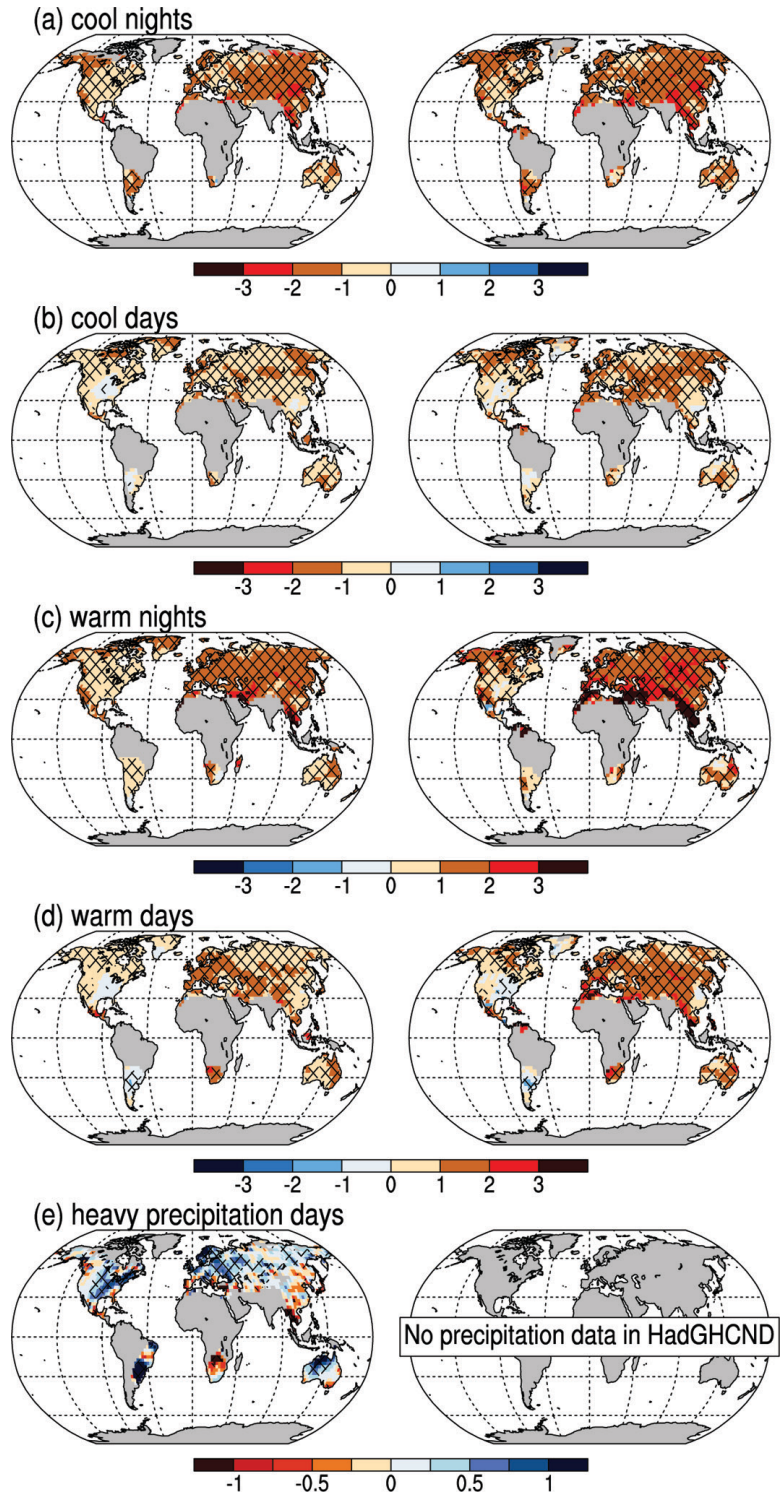 (a) cool nights
-3 -2 -1 0 1 2 3
(b) cool days
-3 -2 -1 0 1 2 3
(c) warm nights
-3 -2 -1 0 1 2 3
(d) warm days
-3 -2 -1 0 1 2 3
(e) heavy precipitation days
No precipitation data in HadGHCND
-1 -0.5 0 0.5 1